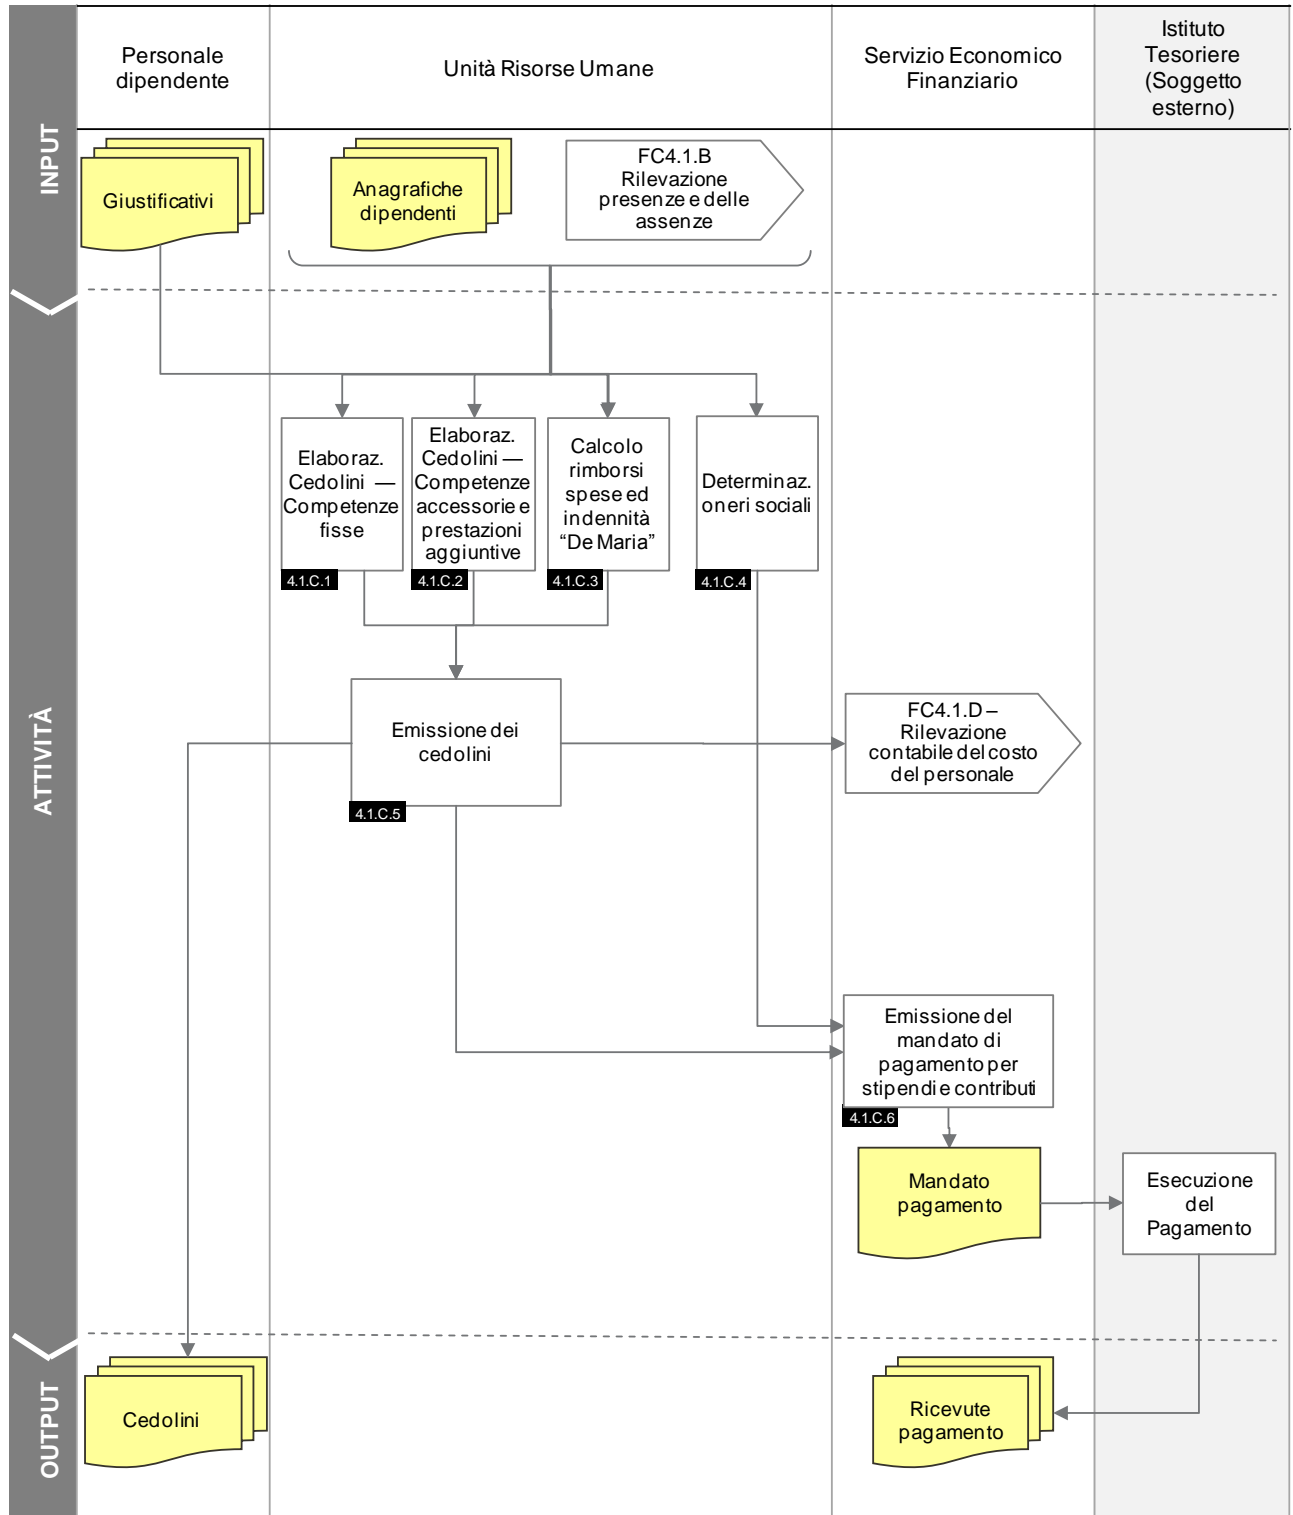 Personale
dipendente
Unità Risorse Umane
Servizio Economico
Finanziario
Istituto
Tesoriere
(Soggetto
esterno)
INPUT
Giustificativi
Anagrafiche
dipendenti
FC4.1.B
Rilevazione
presenze e delle
assenze
ATTIVITÀ
Elaboraz.
Cedolini —
Competenze
fisse
4.1.C.1
Elaboraz.
Cedolini —
Competenze
accessorie e
prestazioni
aggiuntive
4.1.C.2
Calcolo
rimborsi
spese ed
indennità
“De Maria”
4.1.C.3
Determinaz.
oneri sociali
4.1.C.4
Emissione dei
cedolini
4.1.C.5
FC4.1.D –
Rilevazione
contabile del costo
del personale
Emissione del
mandato di
pagamento per
stipendi e contributi
4.1.C.6
Mandato
pagamento
Esecuzione
del
Pagamento
OUTPUT
Cedolini
Ricevute
pagamento